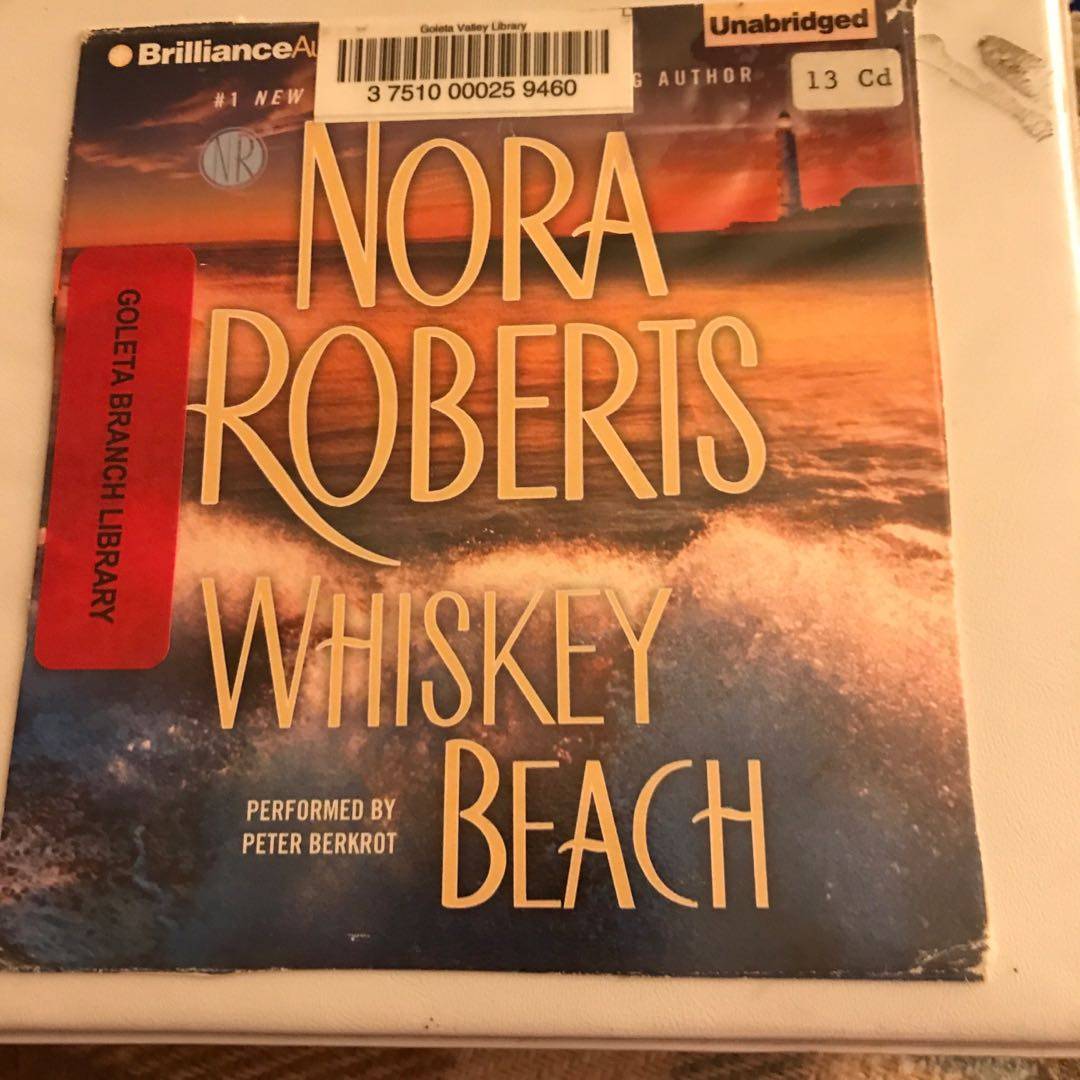 BrillianceAu
Goleta Valley Library
Unabridged
3 7510 00025 9460
13 Cd
#1 NEW
G AUTHOR
NR
NORA
ROBERTS
GOLETA BRANCH LIBRARY
WHISKEY
BEACH
PERFORMED BY
PETER BERKROT